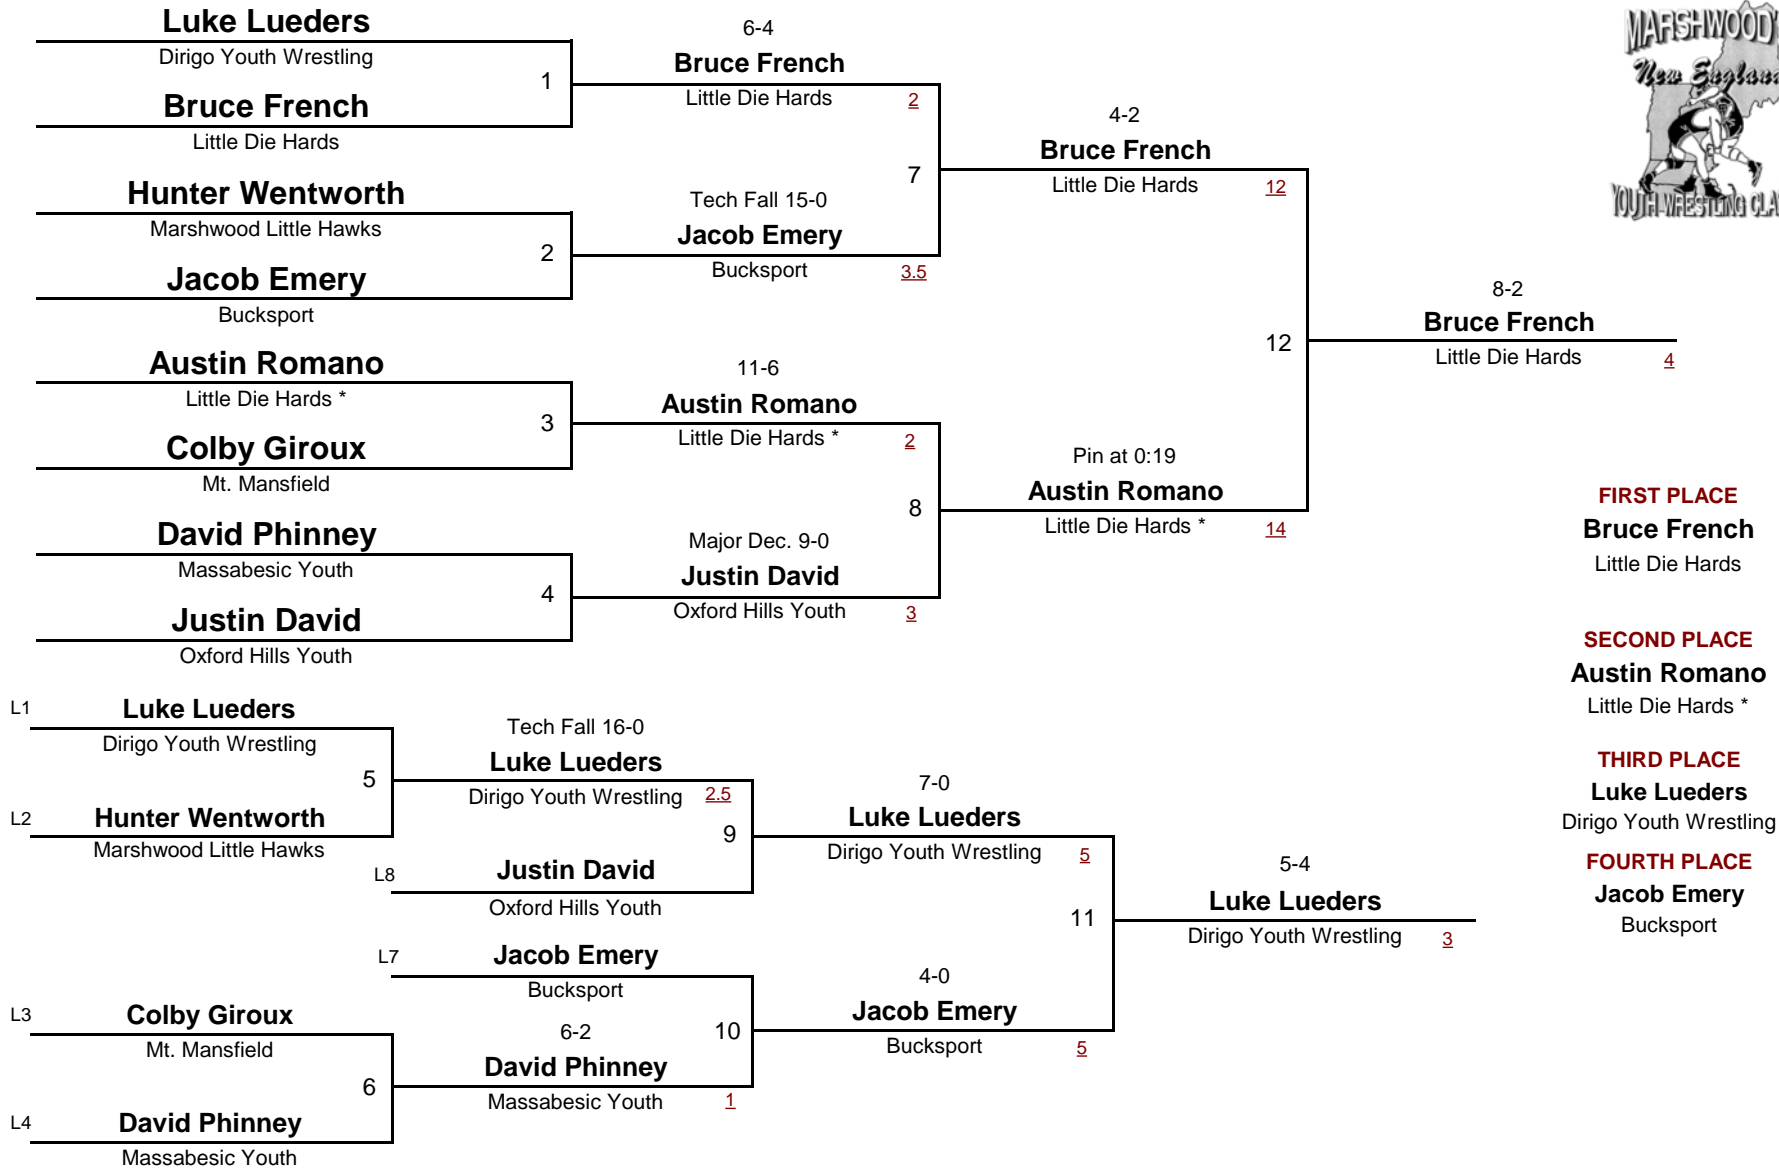 Luke Lueders
Dirigo Youth Wrestling
1
Bruce French
Little Die Hards
Hunter Wentworth
Marshwood Little Hawks
2
Jacob Emery
Bucksport
Austin Romano
Little Die Hards *
3
Colby Giroux
Mt. Mansfield
David Phinney
Massabesic Youth
4
Justin David
Oxford Hills Youth
6-4
Bruce French
Little Die Hards 2
7
Tech Fall 15-0
Jacob Emery
Bucksport 3.5
11-6
Austin Romano
Little Die Hards * 2
8
Major Dec. 9-0
Justin David
Oxford Hills Youth 3
4-2
Bruce French
Little Die Hards 12
12
Pin at 0:19
Austin Romano
Little Die Hards * 14
8-2
Bruce French
Little Die Hards 4
MARSHWOOD'
New England
YOUTH WRESTLING CLA
FIRST PLACE
Bruce French
Little Die Hards
SECOND PLACE
Austin Romano
Little Die Hards *
THIRD PLACE
Luke Lueders
Dirigo Youth Wrestling
FOURTH PLACE
Jacob Emery
Bucksport
L1 Luke Lueders
Dirigo Youth Wrestling
5
L2 Hunter Wentworth
Marshwood Little Hawks
L3 Colby Giroux
Mt. Mansfield
6
L4 David Phinney
Massabesic Youth
Tech Fall 16-0
Luke Lueders
Dirigo Youth Wrestling 2.5
9
L8 Justin David
Oxford Hills Youth
L7 Jacob Emery
Bucksport
10
6-2
David Phinney
Massabesic Youth 1
7-0
Luke Lueders
Dirigo Youth Wrestling 5
11
4-0
Jacob Emery
Bucksport 5
5-4
Luke Lueders
Dirigo Youth Wrestling 3